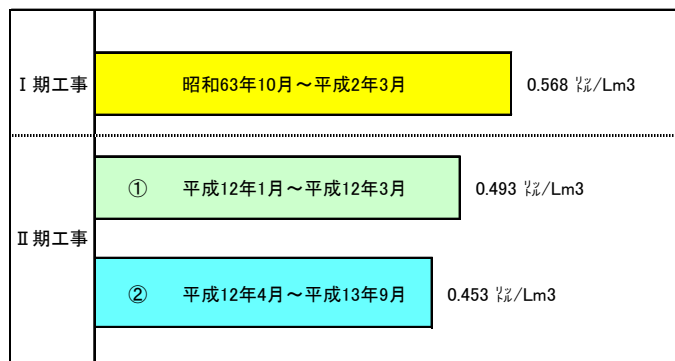 Ⅰ期工事
昭和63年10月～平成2年3月
0.568 ㍑/Lm3
① 平成12年1月～平成12年3月
0.493 ㍑/Lm3
Ⅱ期工事
② 平成12年4月～平成13年9月
0.453 ㍑/Lm3